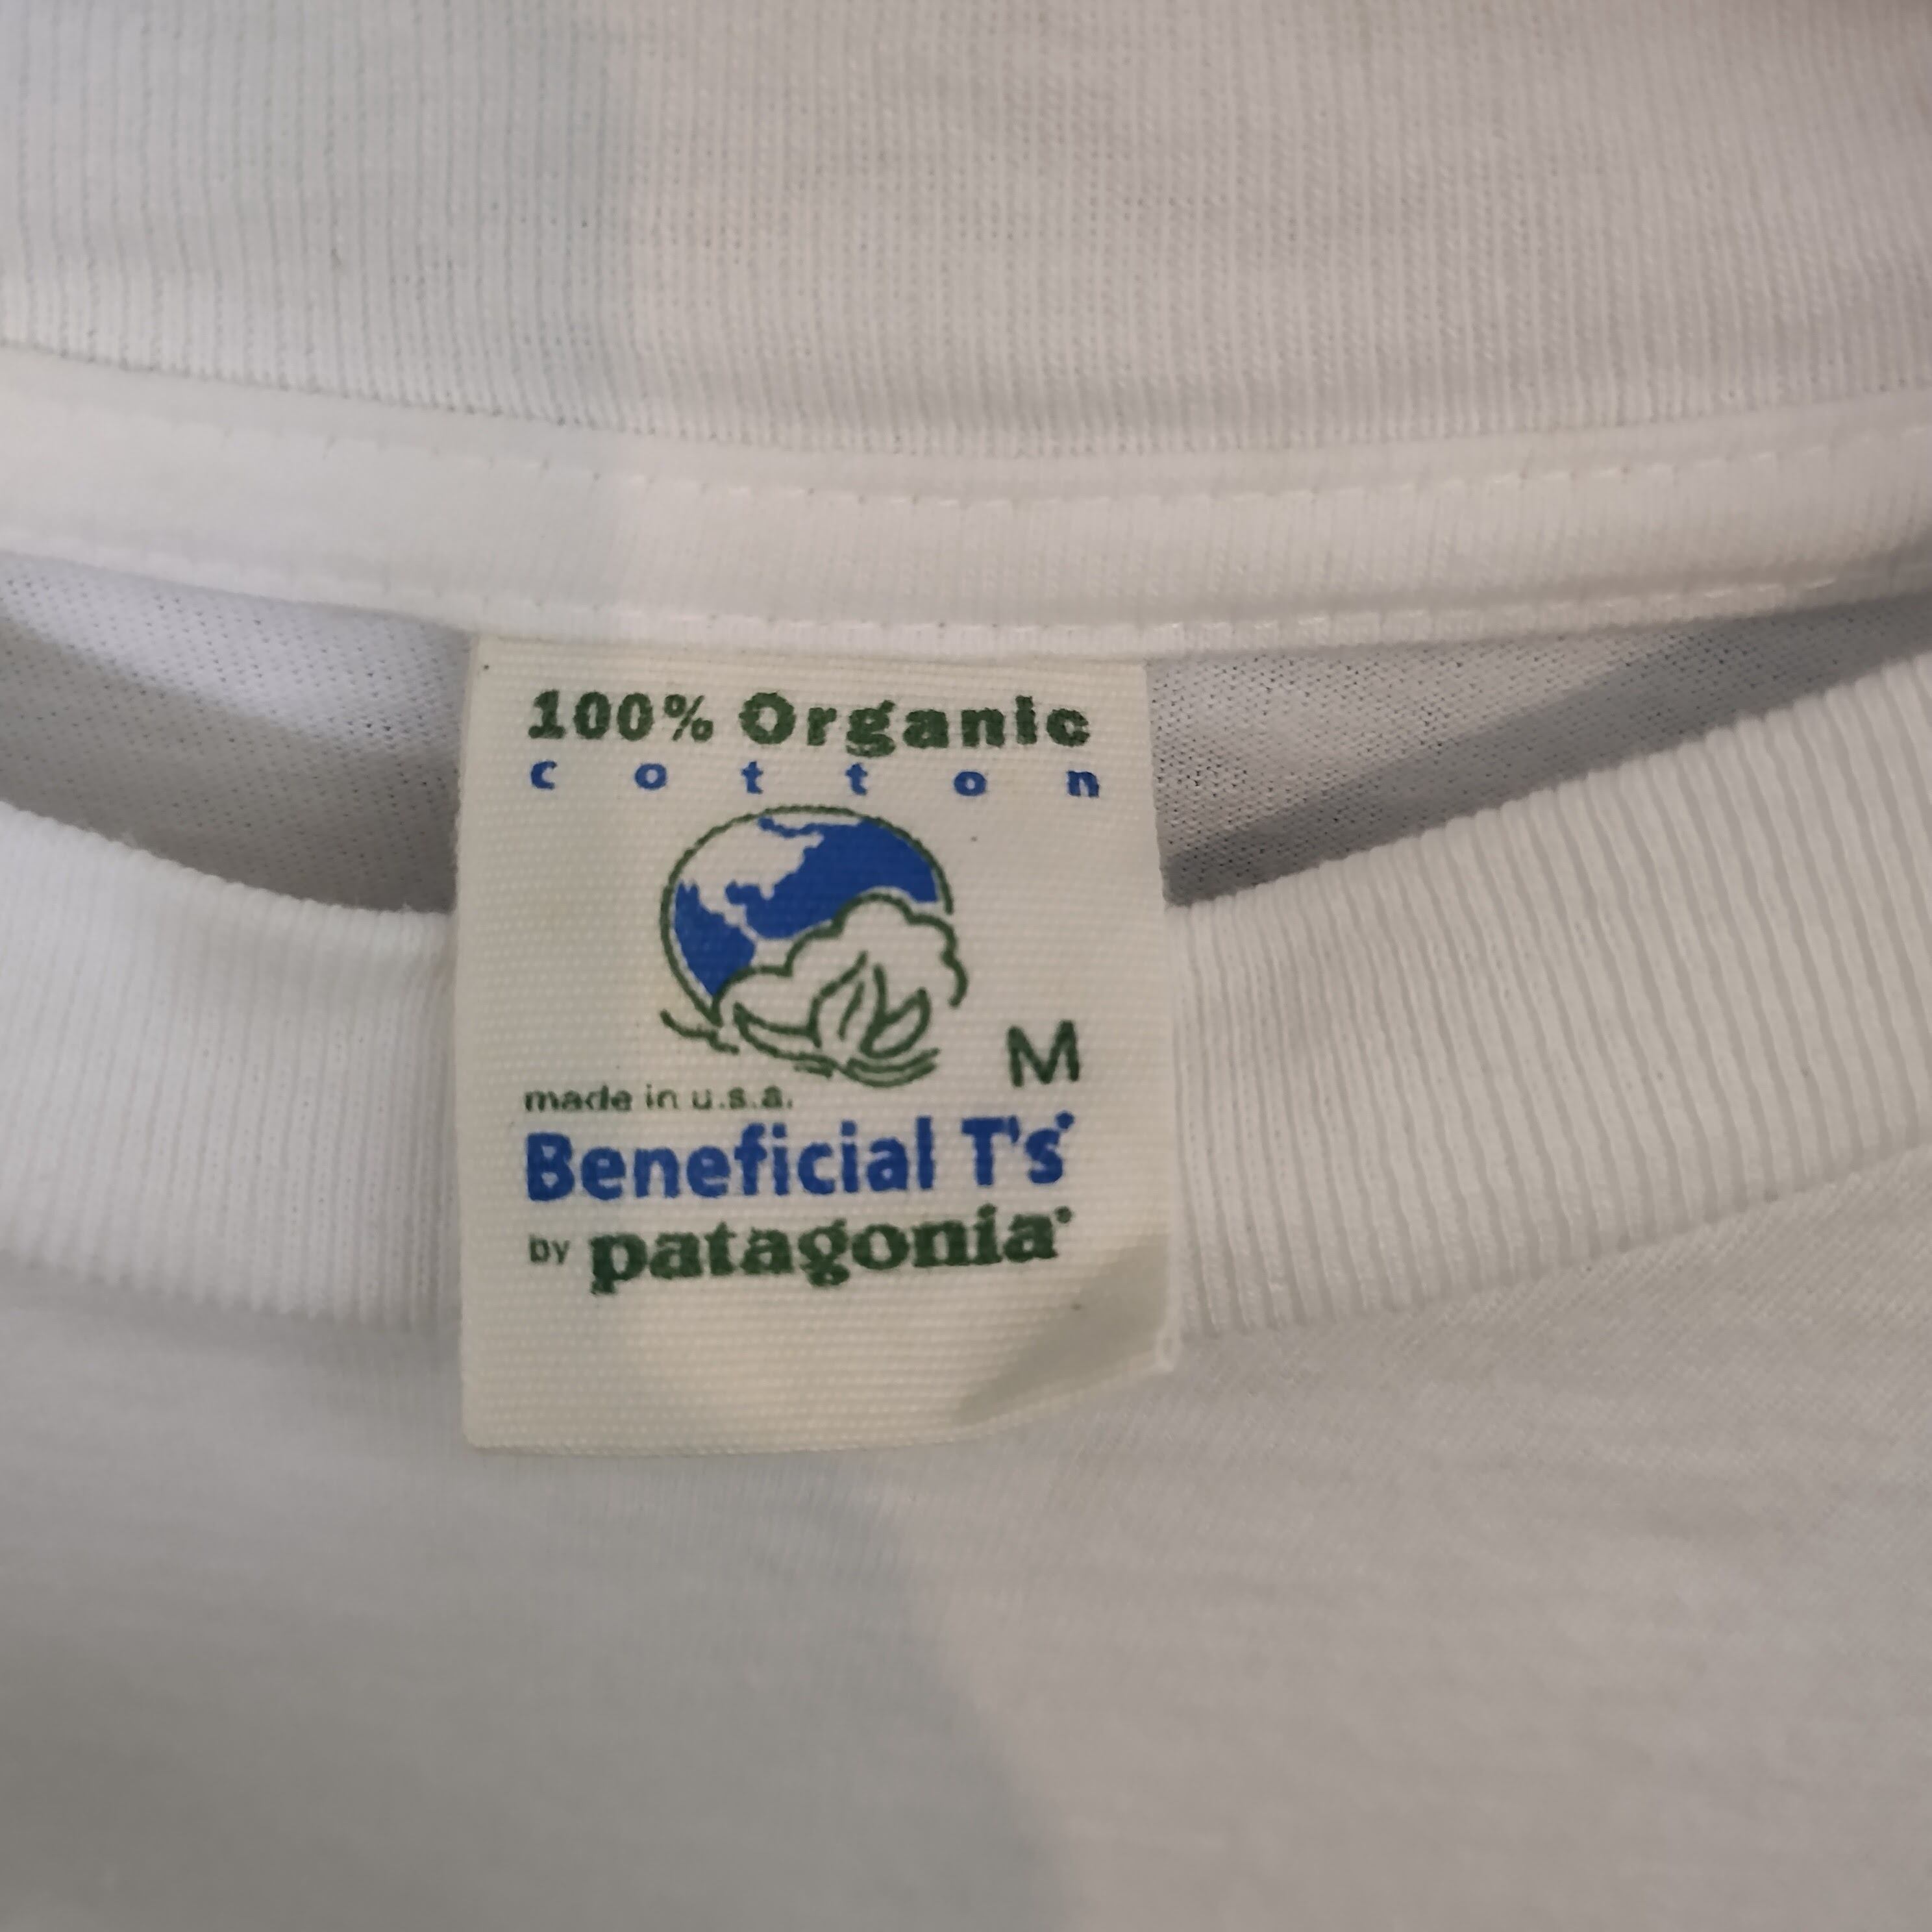 100% Organic
cotton
M
made in u.s.a.
Beneficial T's
by patagonia